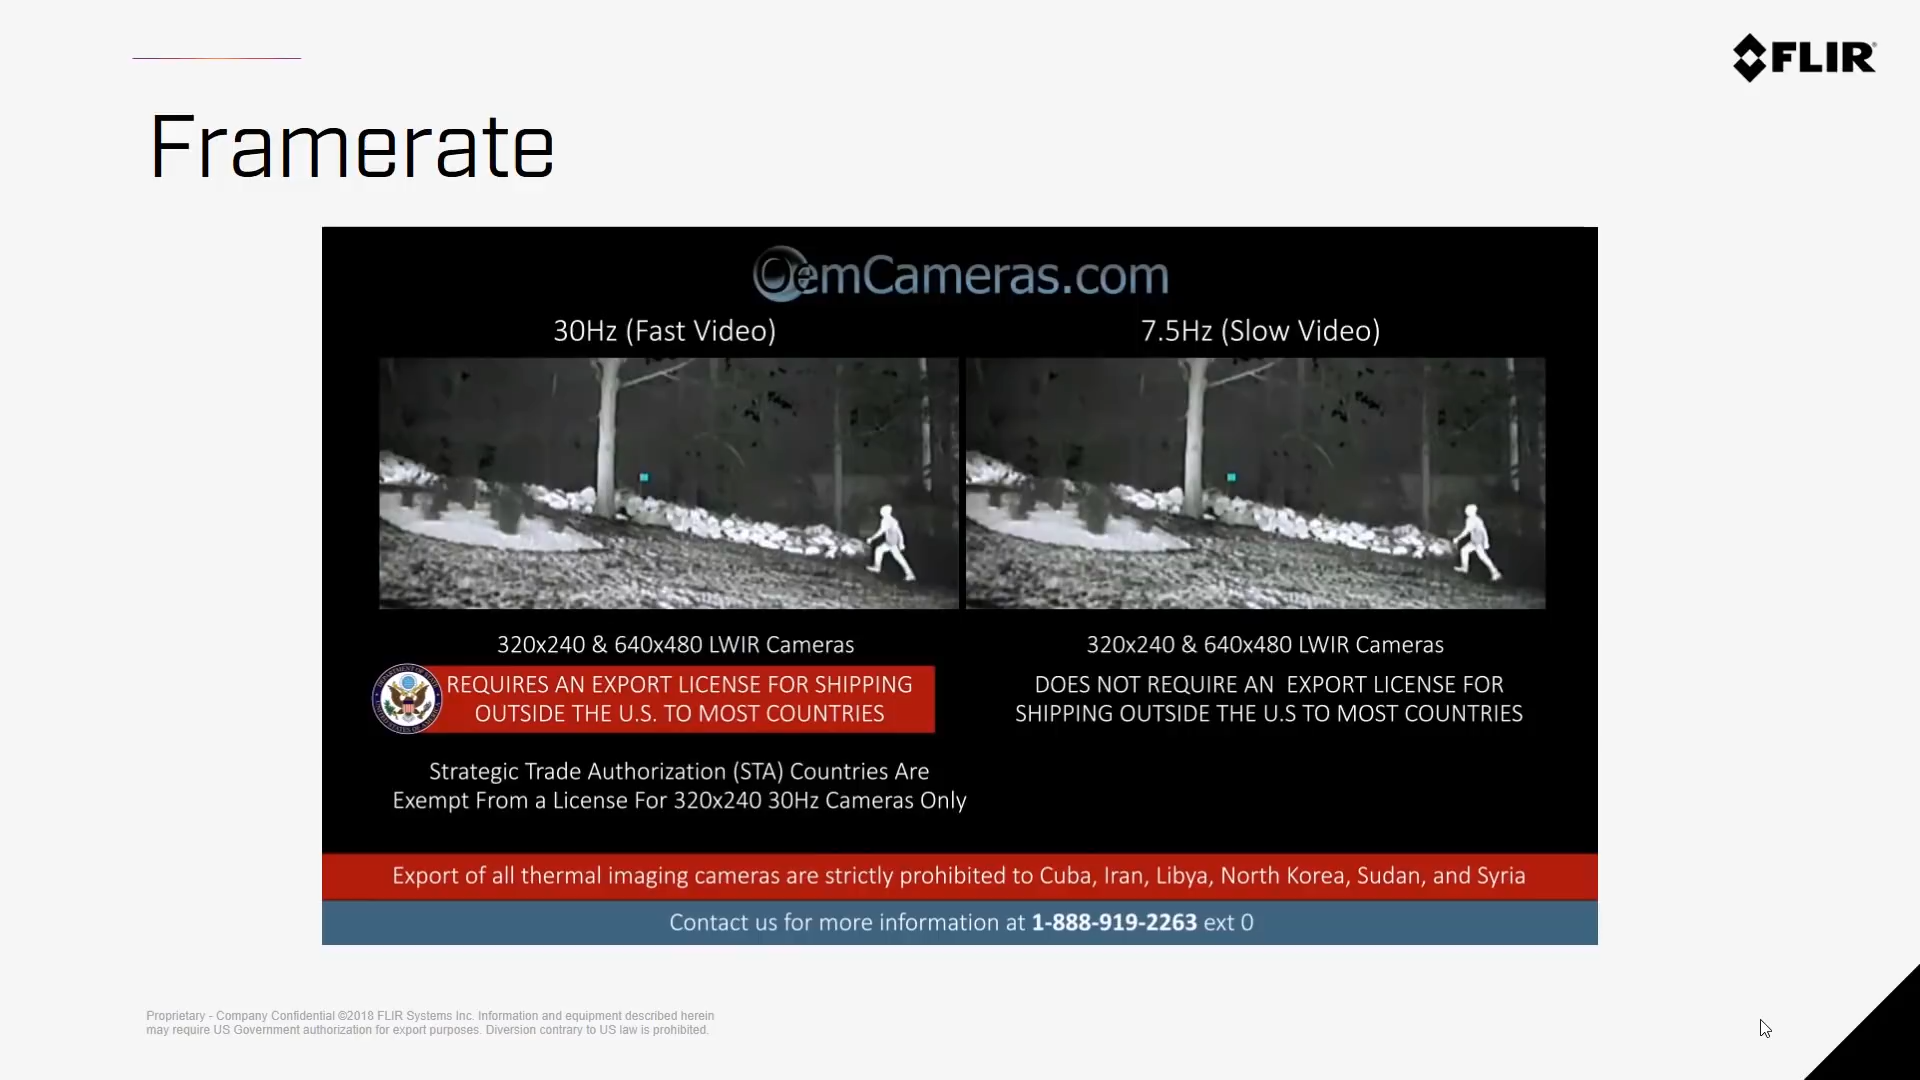 FLIR
Framerate
OemCameras.com
30Hz (Fast Video)
7.5Hz (Slow Video)
320x240 & 640x480 LWIR Cameras
REQUIRES AN EXPORT LICENSE FOR SHIPPING
OUTSIDE THE U.S. TO MOST COUNTRIES
Strategic Trade Authorization (STA) Countries Are
Exempt From a License For 320x240 30Hz Cameras Only
320x240 & 640x480 LWIR Cameras
DOES NOT REQUIRE AN EXPORT LICENSE FOR
SHIPPING OUTSIDE THE U.S TO MOST COUNTRIES
Export of all thermal imaging cameras are strictly prohibited to Cuba, Iran, Libya, North Korea, Sudan, and Syria
Contact us for more information at 1-888-919-2263 ext 0
Proprietary - Company Confidential ©2018 FLIR Systems Inc. Information and equipment described herein
may require US Government authorization for export purposes. Diversion contrary to US law is prohibited.